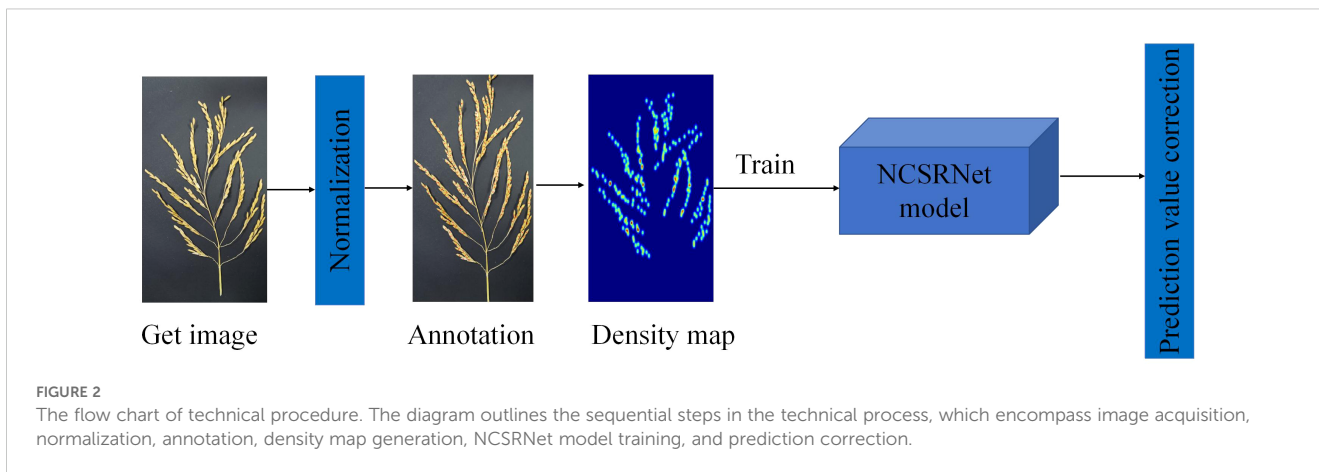 Get image
Normalization
Annotation
Density map
Train
NCSRNet
model
Prediction value correction
FIGURE 2
The flow chart of technical procedure. The diagram outlines the sequential steps in the technical process, which encompass image acquisition,
normalization, annotation, density map generation, NCSRNet model training, and prediction correction.